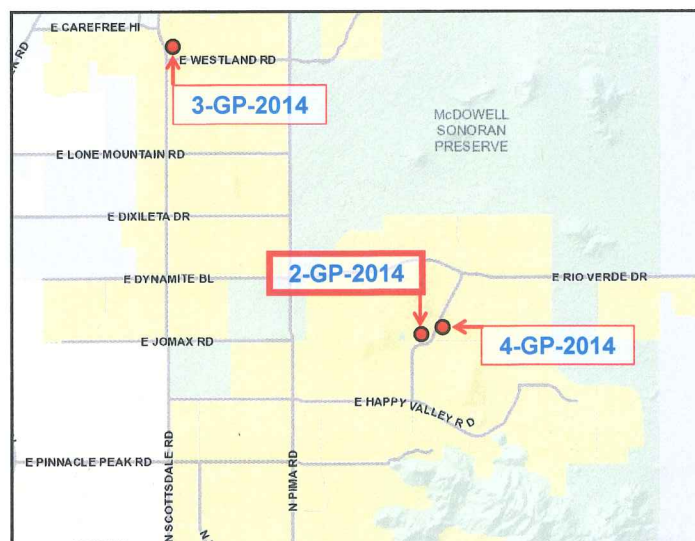 E CAREFREE HI
RD
E WESTLAND RD
3-GP-2014
McDOWELL
SONORAN
PRESERVE
E LONE MOUNTAIN RD
E DIXILETA DR
E DYNAMITE BL
2-GP-2014
E RIO VERDE DR
E JOMAX RD
4-GP-2014
E HAPPY VALLEY RD
E PINNACLE PEAK RD
N SCOTTSDALE RD
N PIMA RD
N